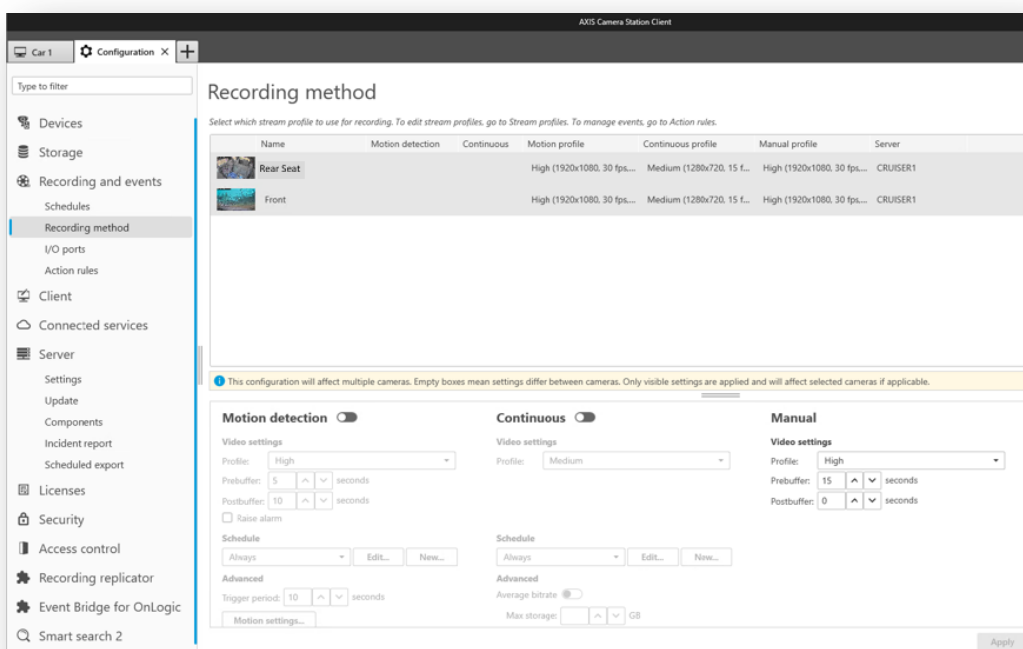 AXIS Camera Station Client
Car 1
Configuration
Type to filter
Devices
Storage
Recording and events
Schedules
Recording method
I/O ports
Action rules
Client
Connected services
Server
Settings
Update
Components
Incident report
Scheduled export
Licenses
Security
Access control
Recording replicator
Event Bridge for OnLogic
Smart search 2
Recording method
Select which stream profile to use for recording. To edit stream profiles, go to Stream profiles. To manage events, go to Action rules.
Name Motion detection Continuous Motion profile Continuous profile Manual profile Server
Rear Seat High (1920x1080, 30 fps,... Medium (1280x720, 15 f... High (1920x1080, 30 fps,... CRUISER1
Front High (1920x1080, 30 fps,... Medium (1280x720, 15 f... High (1920x1080, 30 fps,... CRUISER1
This configuration will affect multiple cameras. Empty boxes mean settings differ between cameras. Only visible settings are applied and will affect selected cameras if applicable.
Motion detection
Video settings
Profile: High
Prebuffer: 5 seconds
Postbuffer: 10 seconds
Raise alarm
Schedule
Always Edit... New...
Advanced
Trigger period: 10 seconds
Motion settings...
Continuous
Video settings
Profile: Medium
Schedule
Always Edit... New...
Advanced
Average bitrate
Max storage: GB
Manual
Video settings
Profile: High
Prebuffer: 15 seconds
Postbuffer: 0 seconds
Apply